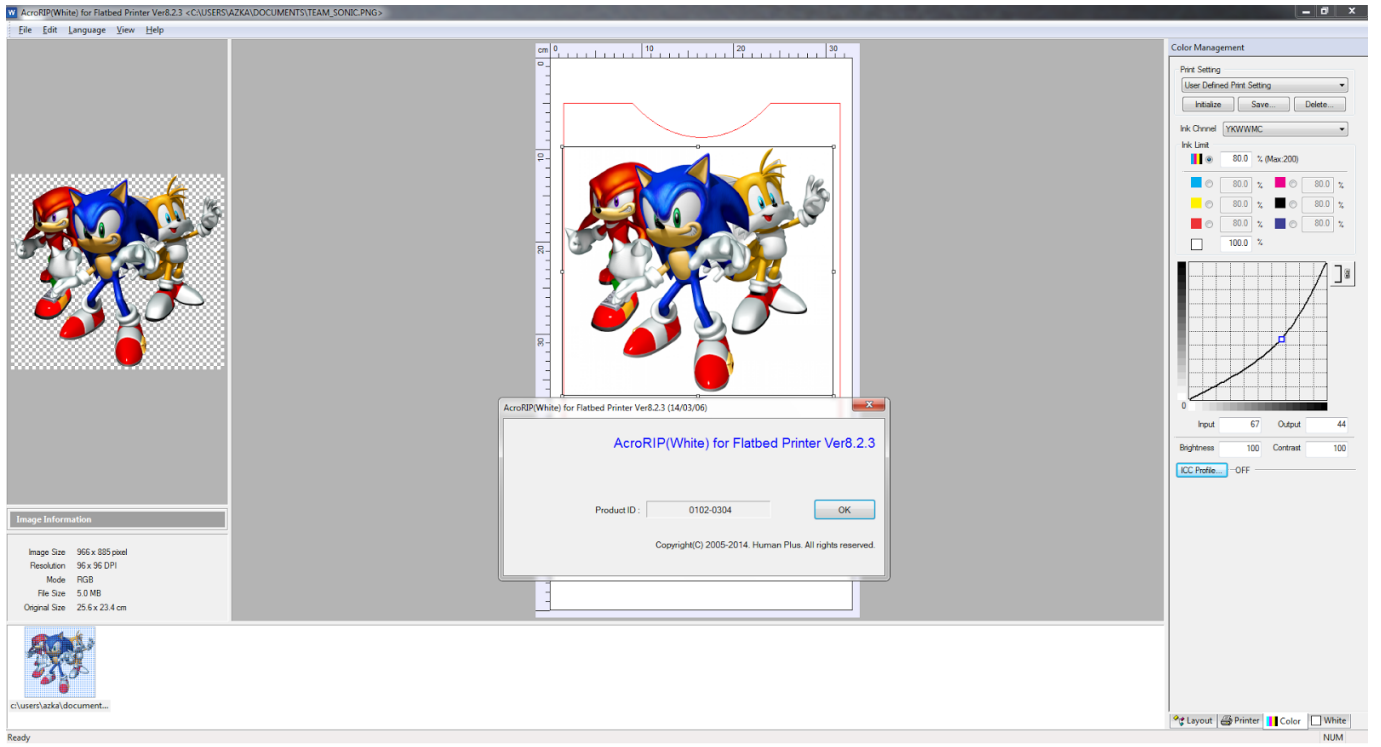 AcroRIP(White) for Flatbed Printer Ver8.2.3 <C:\USERS\AZKA\DOCUMENTS\TEAM_SONIC.PNG>
File Edit Language View Help
cm 0 10 20 30
0
10
20
30
Image Information
Image Size 966 x 885 pixel
Resolution 96 x 96 DPI
Mode RGB
File Size 5.0 MB
Original Size 25.6 x 23.4 cm
c:\users\azka\document...
AcroRIP(White) for Flatbed Printer Ver8.2.3 (14/03/06)
AcroRIP(White) for Flatbed Printer Ver8.2.3
Product ID : 0102-0304 OK
Copyright(C) 2005-2014. Human Plus. All rights reserved.
Color Management
Print Setting
User Defined Print Setting
Initialize Save... Delete...
Ink Chnnel YKWWMC
Ink Limit
80.0 % (Max:200)
80.0 % 80.0 %
80.0 % 80.0 %
80.0 % 80.0 %
100.0 %
0
Input 67 Output 44
Brightness 100 Contrast 100
ICC Profile... OFF
Layout Printer Color White
Ready NUM